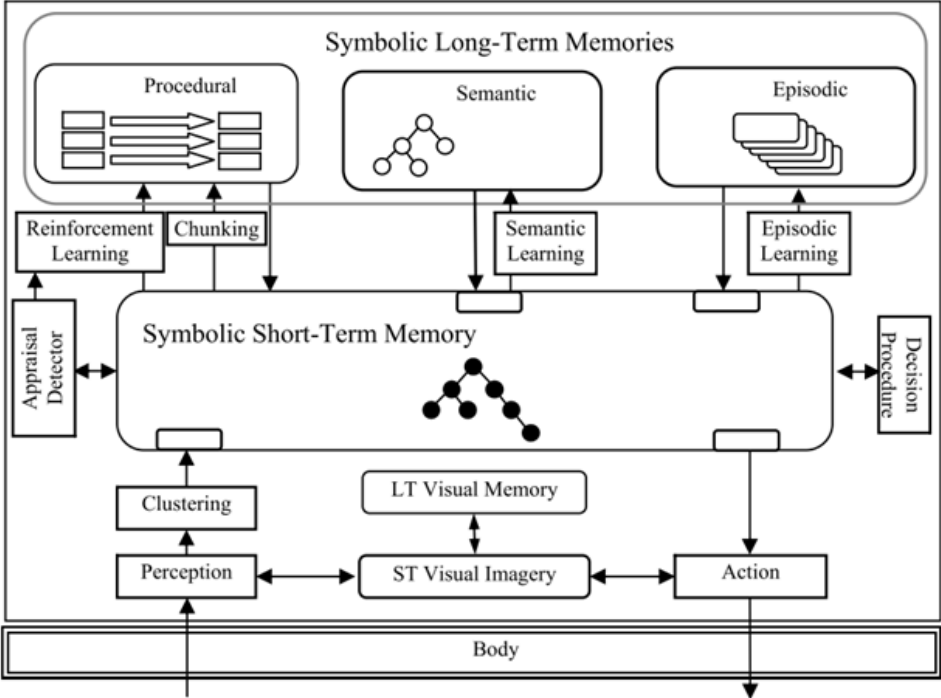 Symbolic Long-Term Memories
Procedural
Semantic
Episodic
Reinforcement
Learning
Chunking
Semantic
Learning
Episodic
Learning
Appraisal
Detector
Symbolic Short-Term Memory
Decision
Procedure
Clustering
LT Visual Memory
Perception
ST Visual Imagery
Action
Body